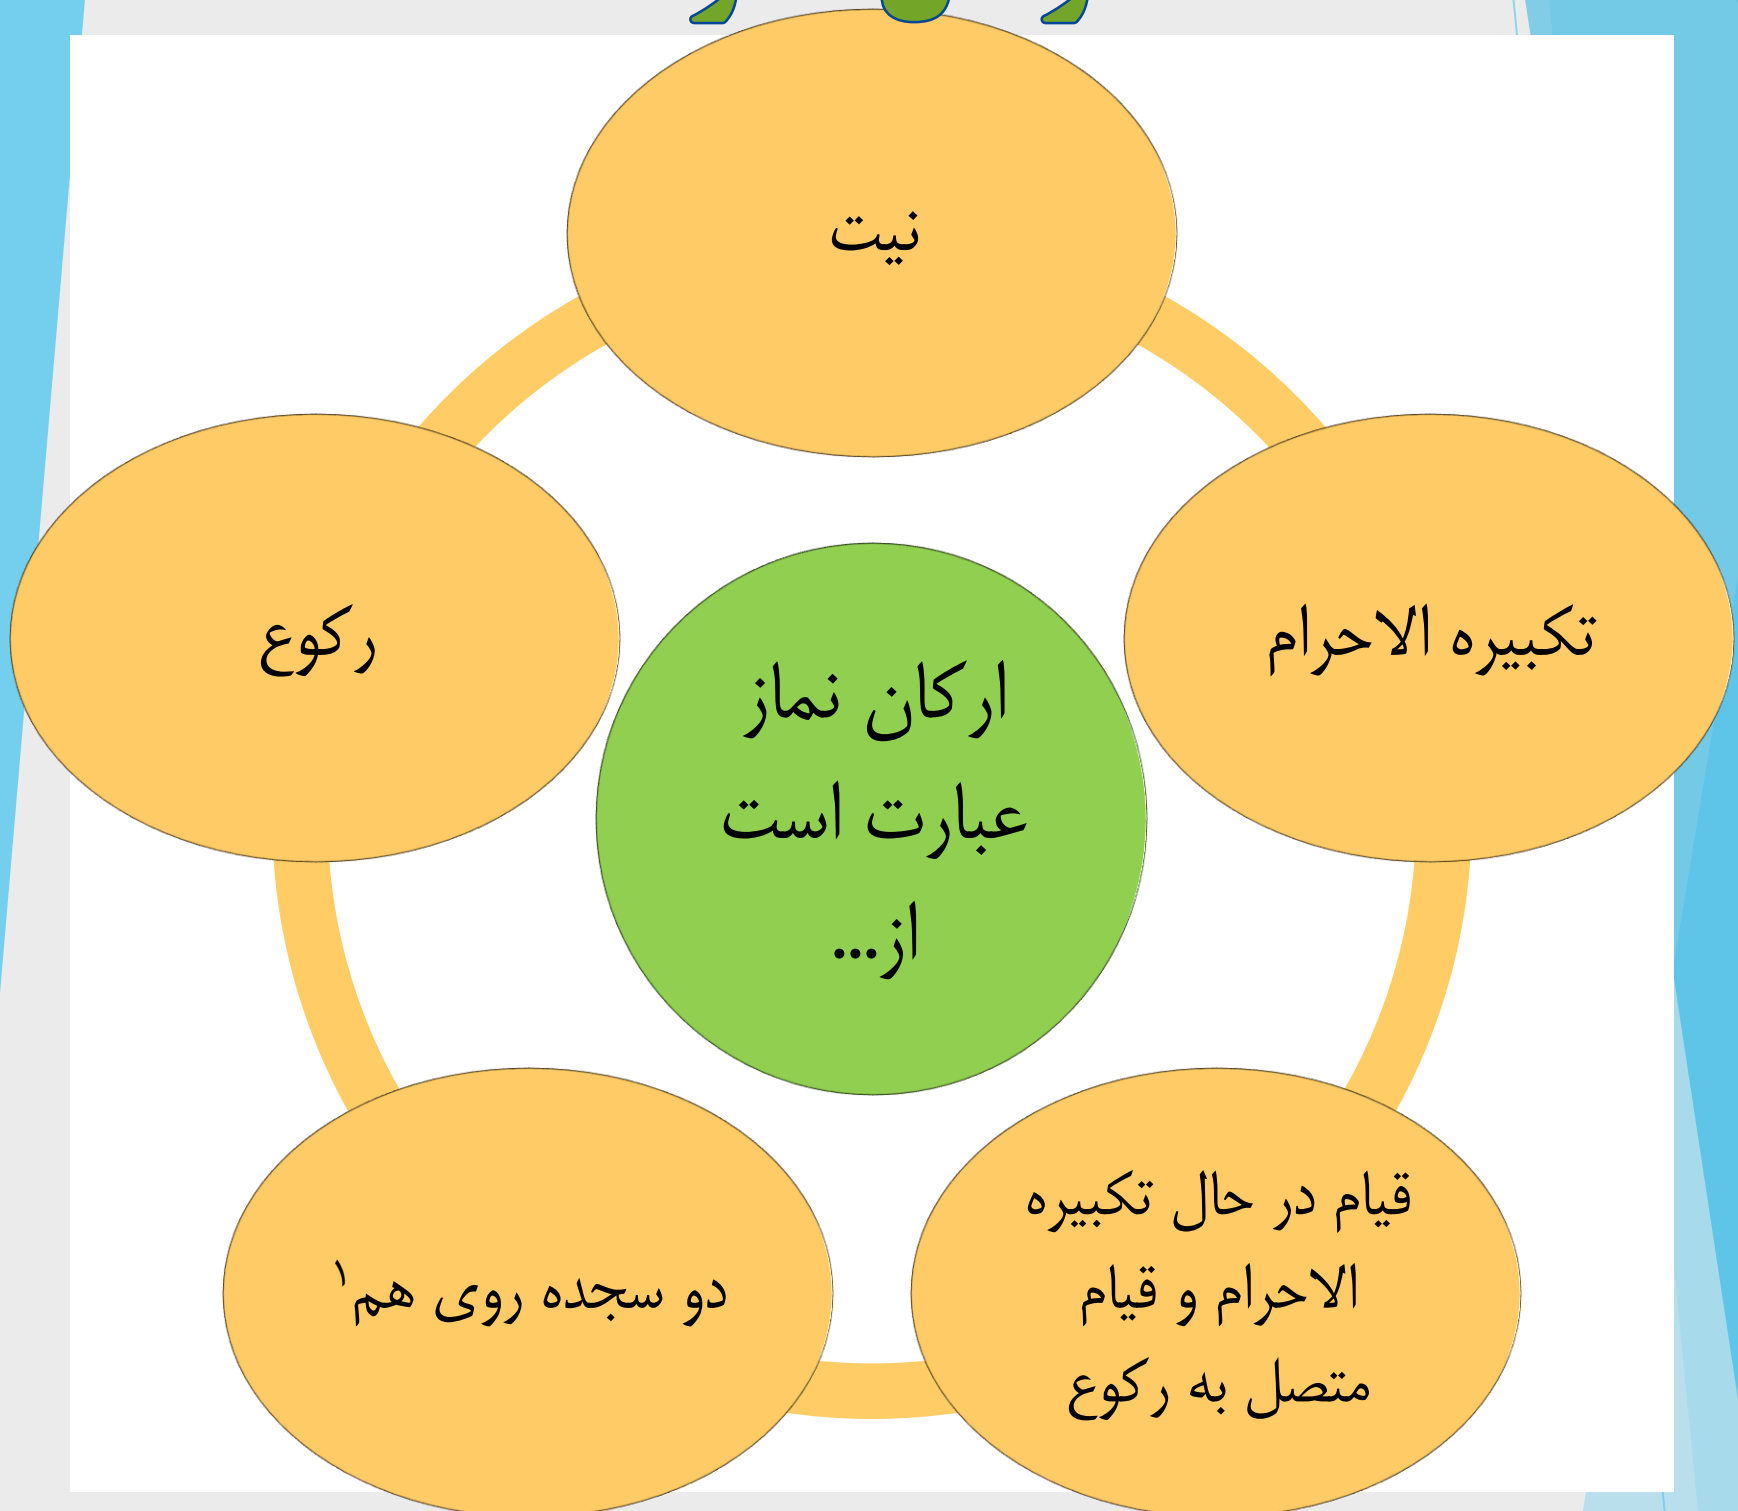 نیت
تکبیره الاحرام
رکوع
ارکان نماز
عبارت است
از...
قیام در حال تکبیره
الاحرام و قیام
متصل به رکوع
دو سجده روی هم۱